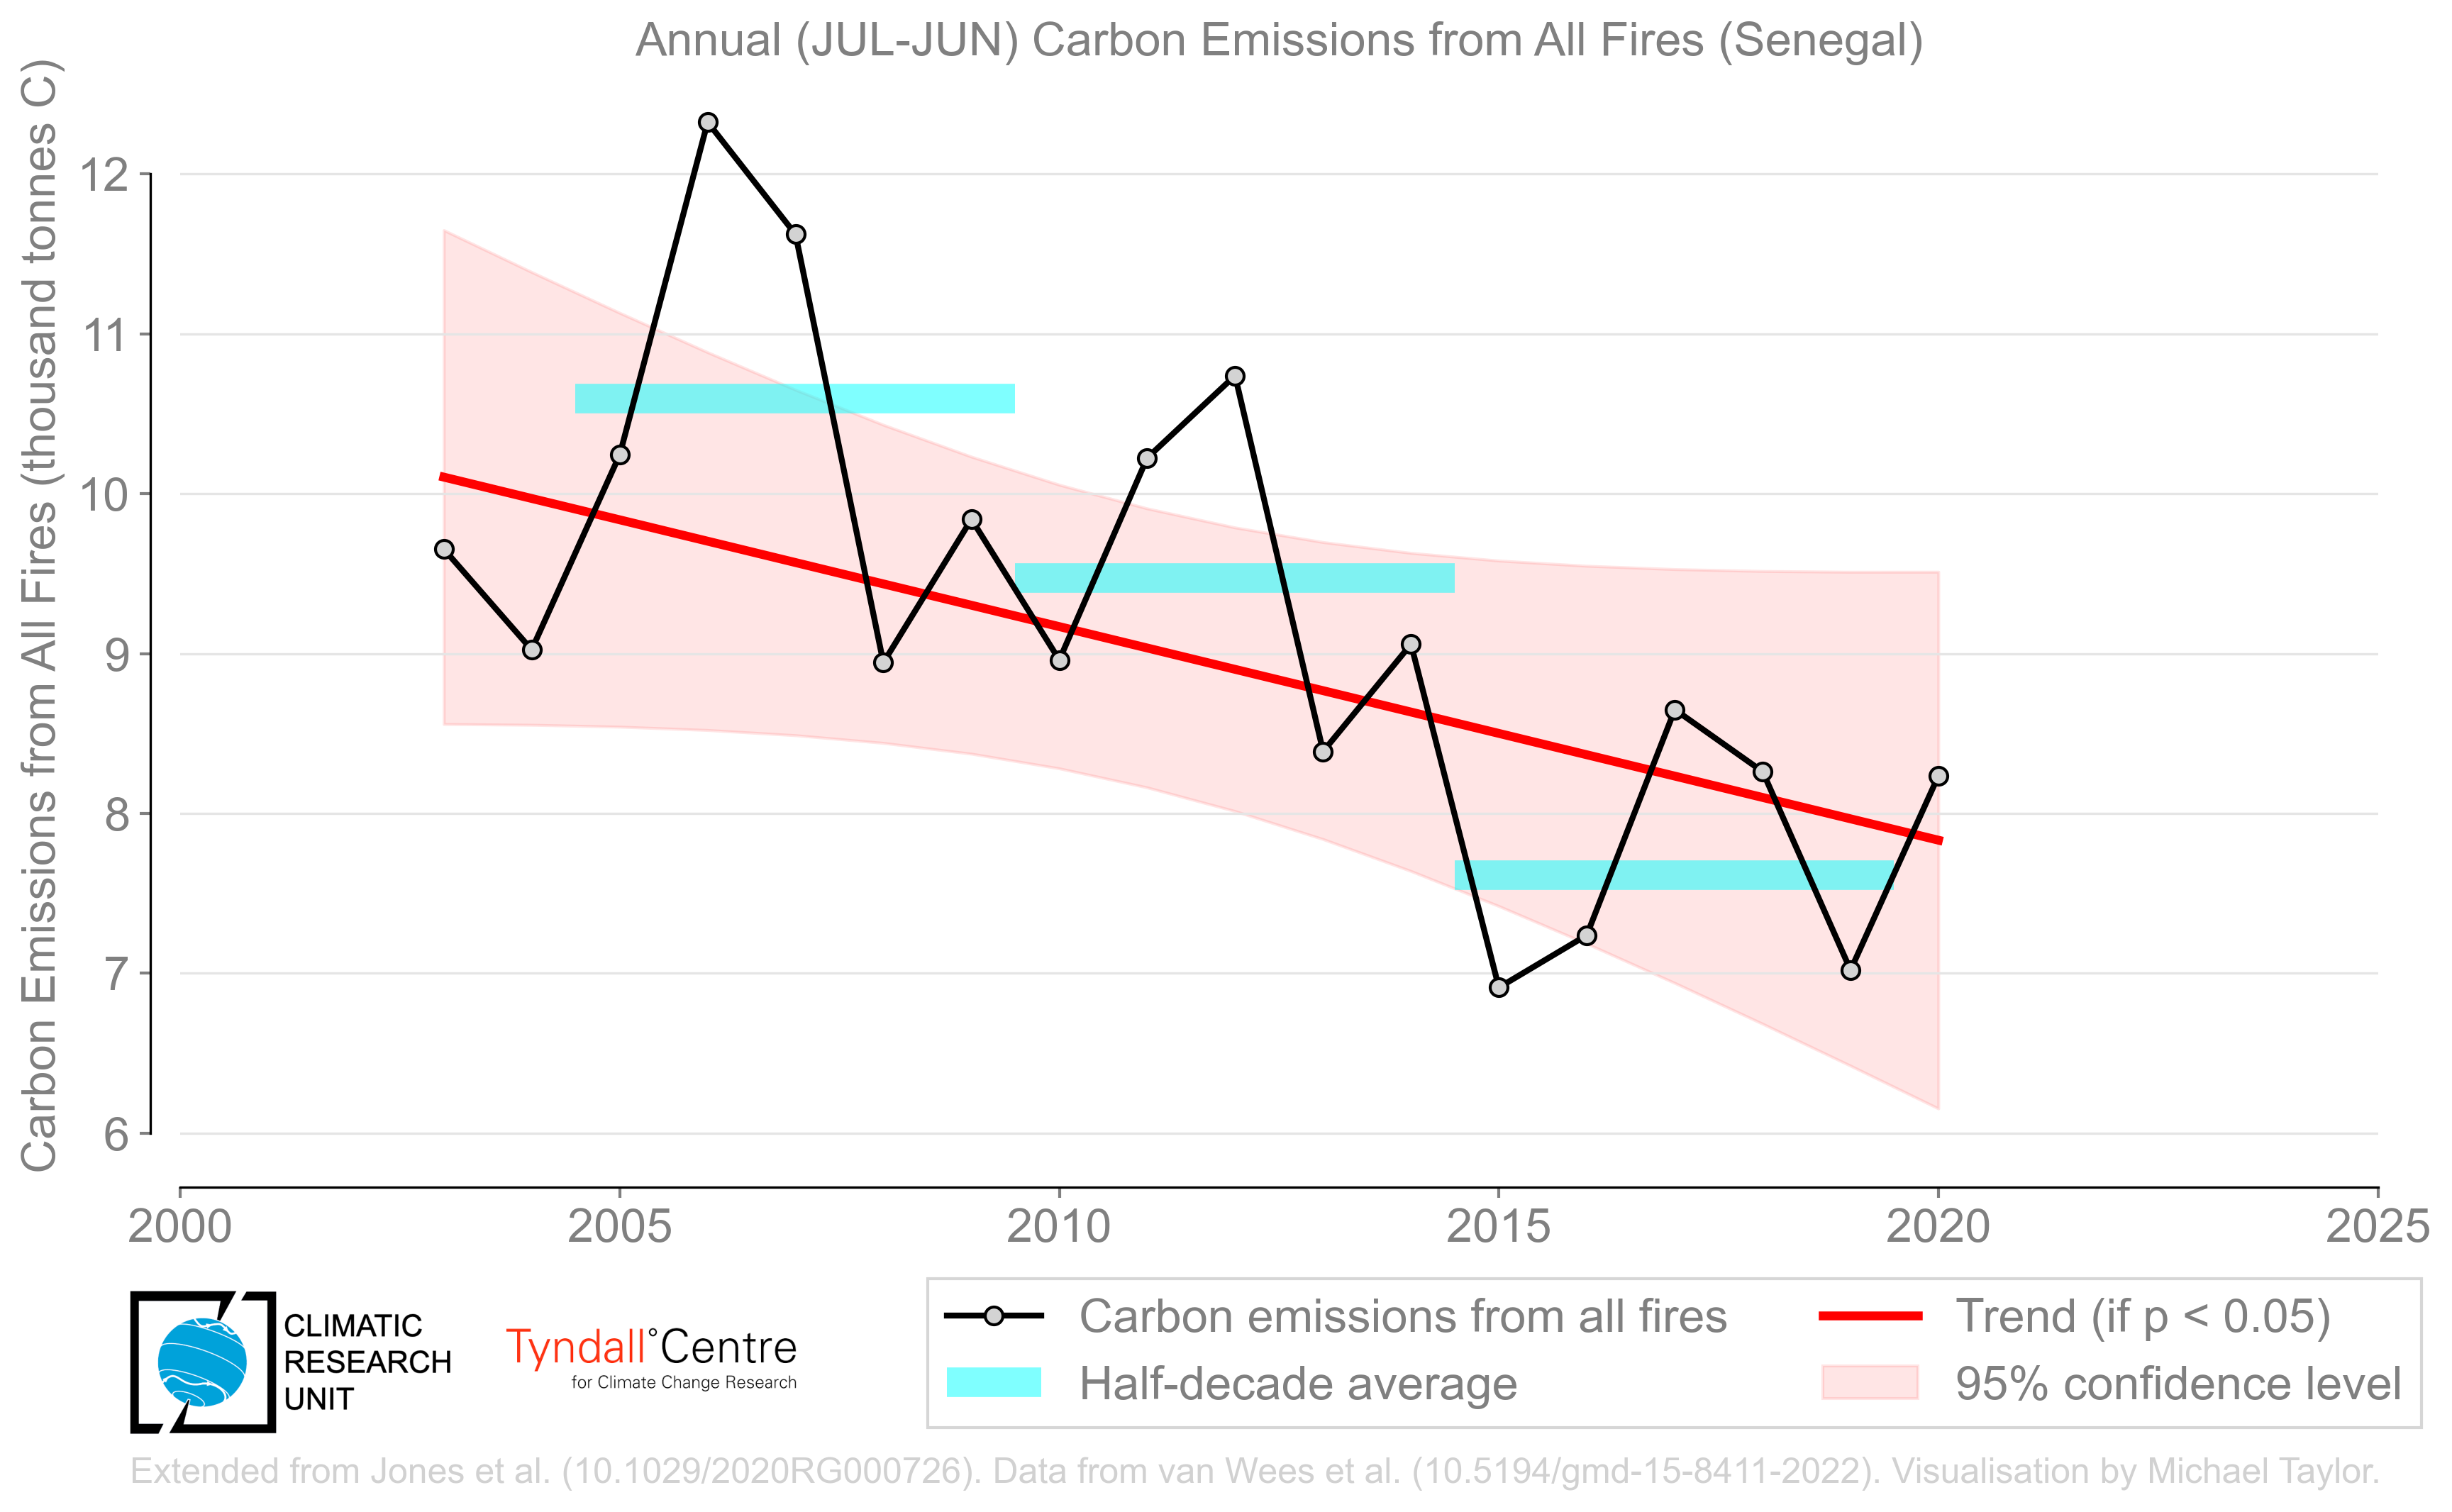 Annual (JUL-JUN) Carbon Emissions from All Fires (Senegal)
Carbon Emissions from All Fires (thousand tonnes C)
12
11
10
9
8
7
6
2000 2005 2010 2015 2020 2025
CLIMATIC
RESEARCH
UNIT
Tyndall°Centre
for Climate Change Research
Carbon emissions from all fires
Trend (if p < 0.05)
Half-decade average
95% confidence level
Extended from Jones et al. (10.1029/2020RG000726). Data from van Wees et al. (10.5194/gmd-15-8411-2022). Visualisation by Michael Taylor.